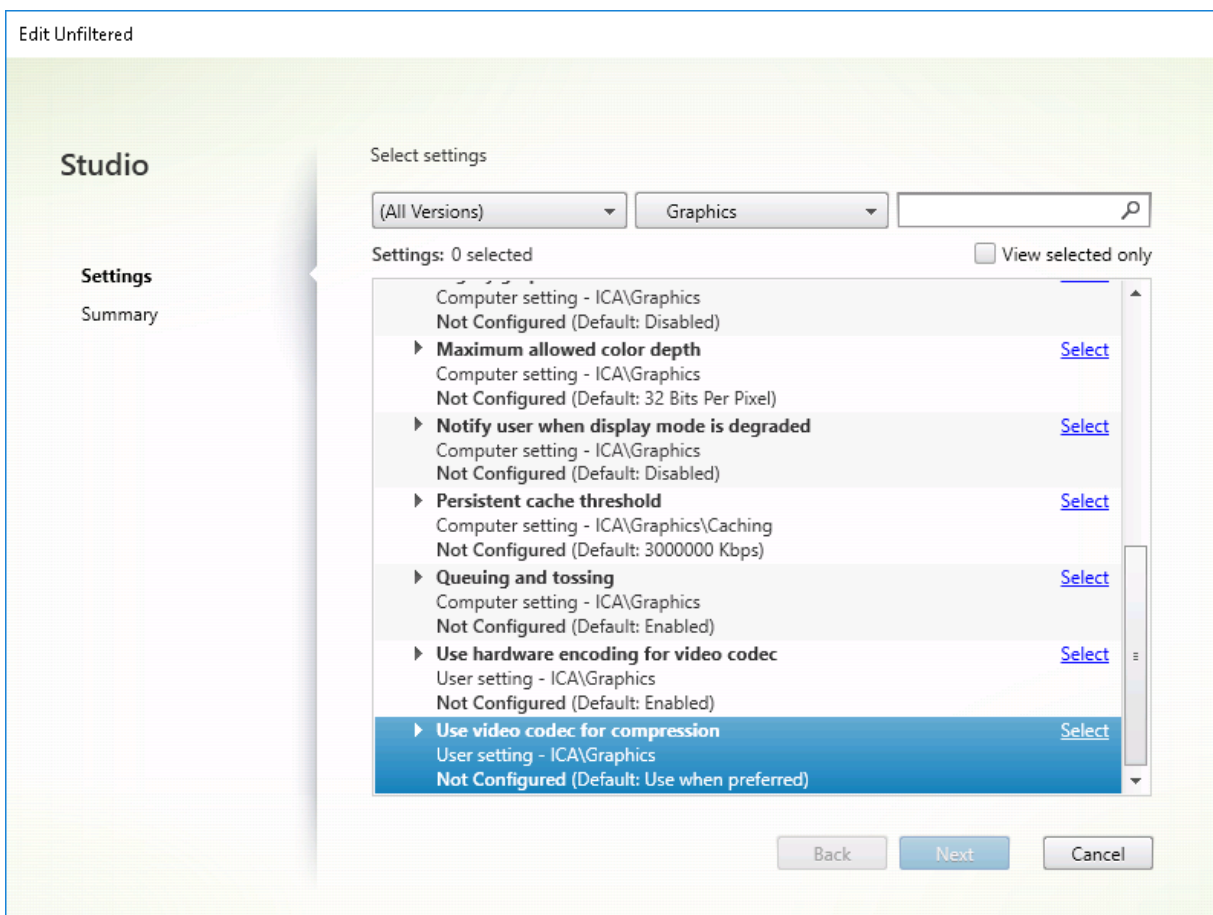 Edit Unfiltered
Studio
Settings
Summary
Select settings
(All Versions)
Graphics
Settings: 0 selected
View selected only
Computer setting - ICA\Graphics
Not Configured (Default: Disabled)
Maximum allowed color depth Select
Computer setting - ICA\Graphics
Not Configured (Default: 32 Bits Per Pixel)
Notify user when display mode is degraded Select
Computer setting - ICA\Graphics
Not Configured (Default: Disabled)
Persistent cache threshold Select
Computer setting - ICA\Graphics\Caching
Not Configured (Default: 3000000 Kbps)
Queuing and tossing Select
Computer setting - ICA\Graphics
Not Configured (Default: Enabled)
Use hardware encoding for video codec Select
User setting - ICA\Graphics
Not Configured (Default: Enabled)
Use video codec for compression Select
User setting - ICA\Graphics
Not Configured (Default: Use when preferred)
Back Next Cancel